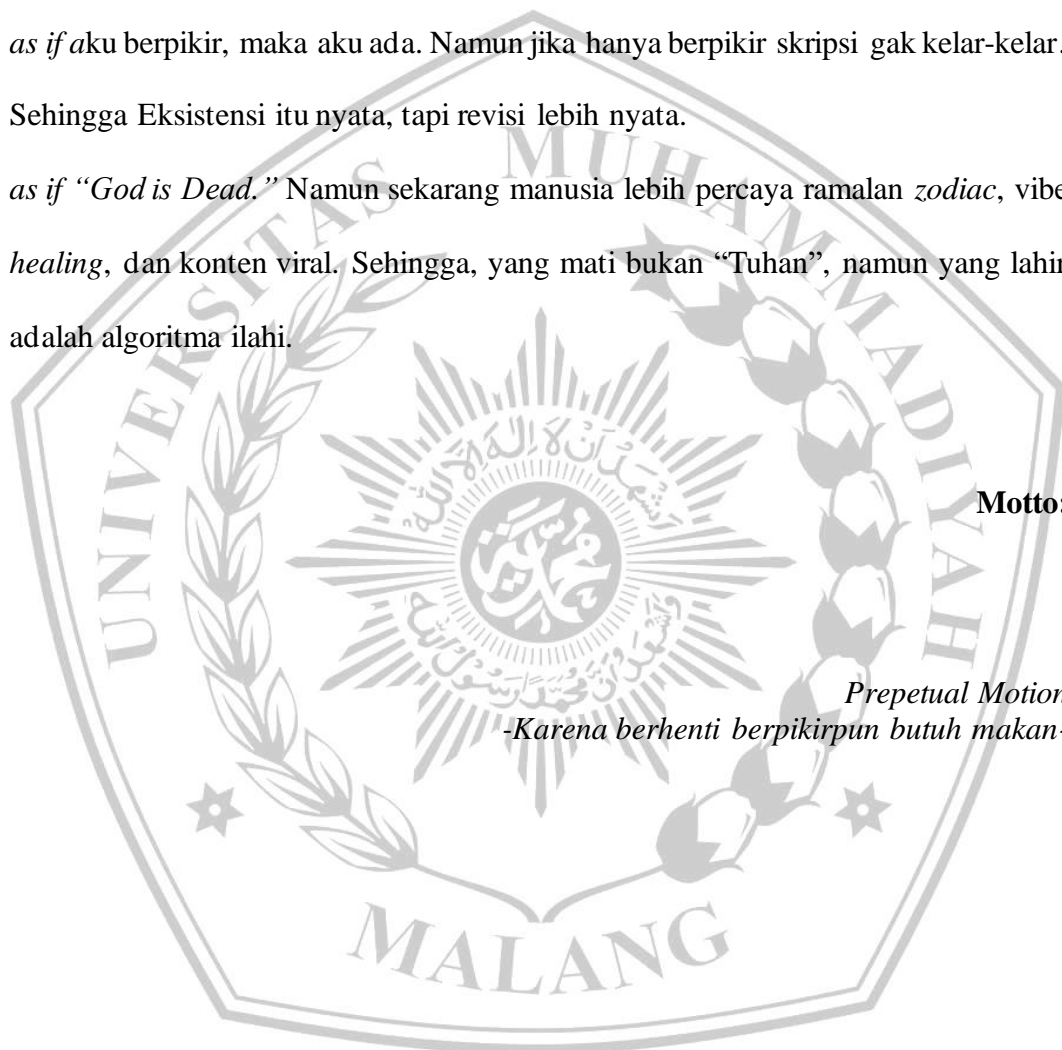 as if aku berpikir, maka aku ada. Namun jika hanya berpikir skripsi gak kelar-kelar.
Sehingga Eksistensi itu nyata, tapi revisi lebih nyata.
as if “God is Dead.” Namun sekarang manusia lebih percaya ramalan zodiac, vibe
healing, dan konten viral. Sehingga, yang mati bukan “Tuhan”, namun yang lahir
adalah algoritma ilahi.
Motto:
Prepetual Motion
-Karena berhenti berpikirpun butuh makan-
UNIVERSITAS MUHAMMADIYAH
MALANG